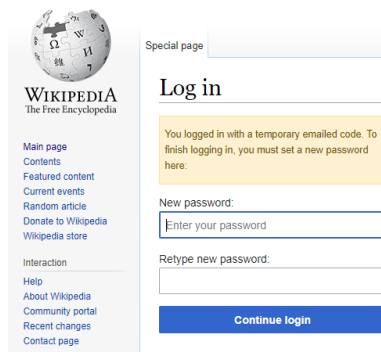 Ω
W
И
維
7
WIKIPEDIA
The Free Encyclopedia
Main page
Contents
Featured content
Current events
Random article
Donate to Wikipedia
Wikipedia store
Interaction
Help
About Wikipedia
Community portal
Recent changes
Contact page
Special page
Log in
You logged in with a temporary emailed code. To
finish logging in, you must set a new password
here:
New password:
Enter your password
Retype new password:
Continue login